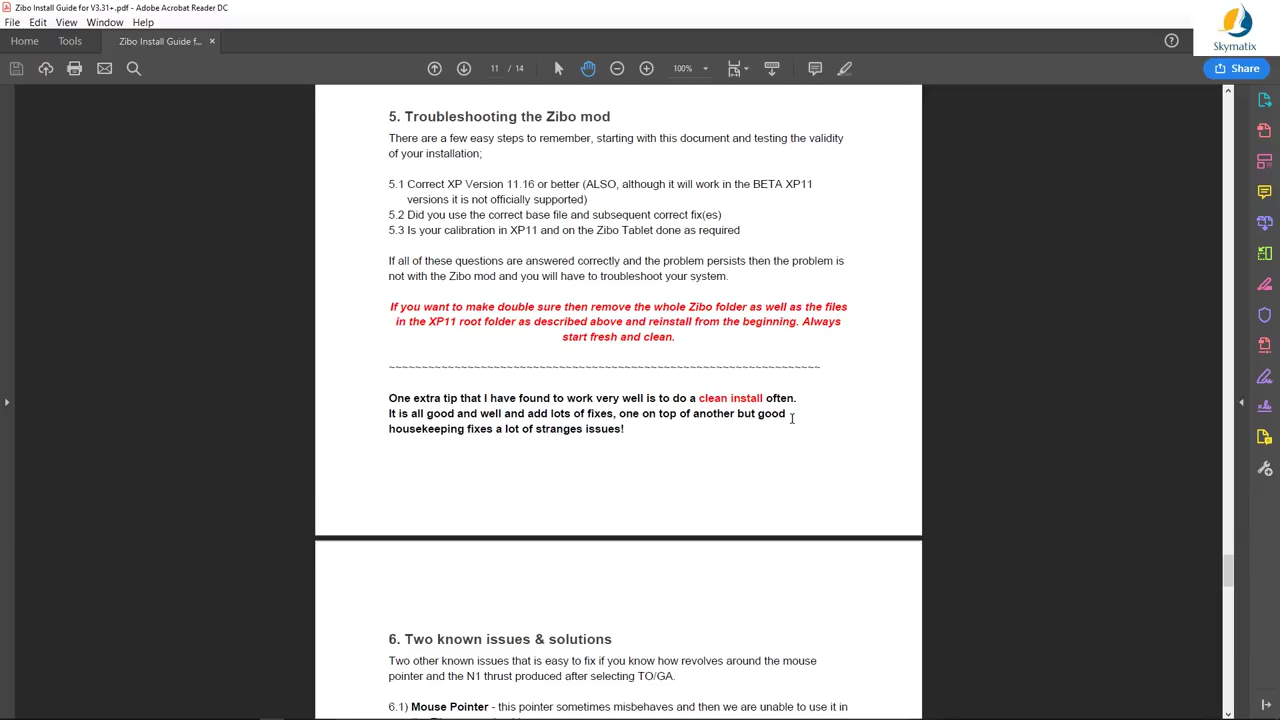 Zibo Install Guide for V3.31+.pdf - Adobe Acrobat Reader DC
File Edit View Window Help
Home Tools Zibo Install Guide f... ×
Skymatix
11 / 14 100% Share
5. Troubleshooting the Zibo mod
There are a few easy steps to remember, starting with this document and testing the validity
of your installation;
5.1 Correct XP Version 11.16 or better (ALSO, although it will work in the BETA XP11
versions it is not officially supported)
5.2 Did you use the correct base file and subsequent correct fix(es)
5.3 Is your calibration in XP11 and on the Zibo Tablet done as required
If all of these questions are answered correctly and the problem persists then the problem is
not with the Zibo mod and you will have to troubleshoot your system.
If you want to make double sure then remove the whole Zibo folder as well as the files
in the XP11 root folder as described above and reinstall from the beginning. Always
start fresh and clean.
~~~~~~~~~~~~~~~~~~~~~~~~~~~~~~~~~~~~~~~~~~~~~~~~~~~~~~~~~~~~~~~~~~
One extra tip that I have found to work very well is to do a clean install often.
It is all good and well and add lots of fixes, one on top of another but good
housekeeping fixes a lot of stranges issues!
6. Two known issues & solutions
Two other known issues that is easy to fix if you know how revolves around the mouse
pointer and the N1 thrust produced after selecting TO/GA.
6.1) Mouse Pointer - this pointer sometimes misbehaves and then we are unable to use it in